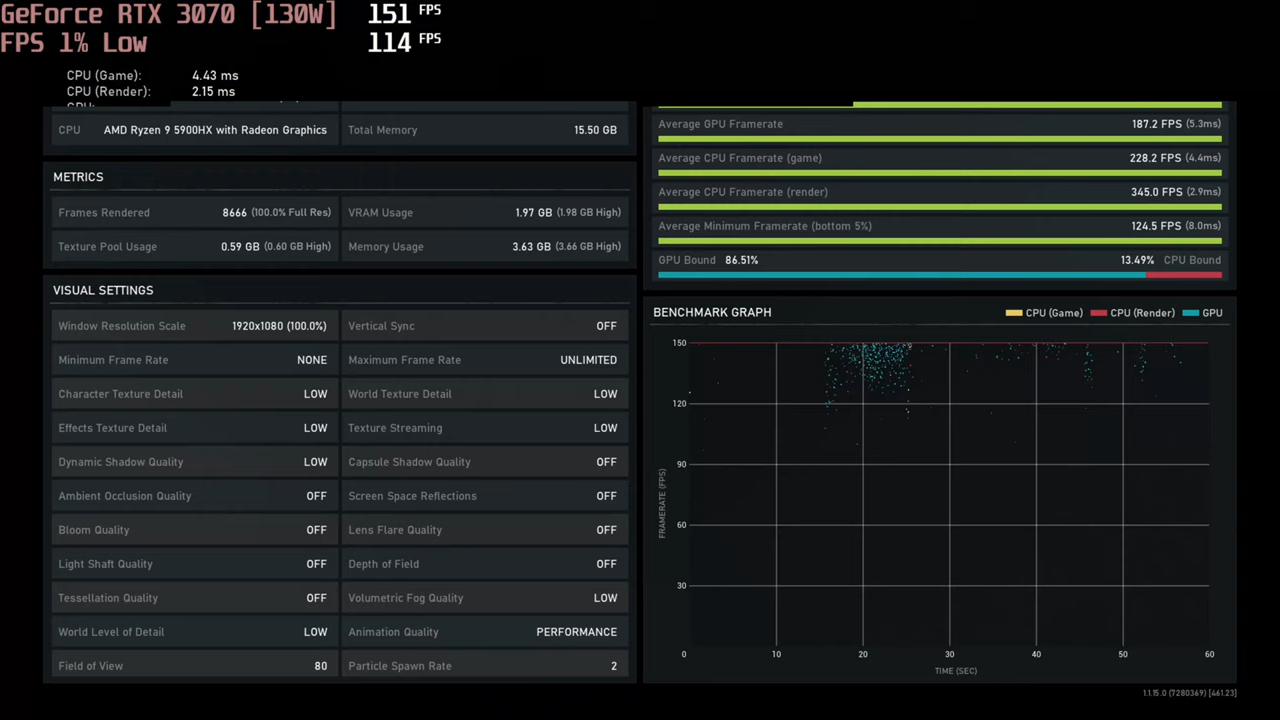 GeForce RTX 3070 [130W] 151 FPS
FPS 1% Low 114 FPS
CPU (Game): 4.43 ms
CPU (Render): 2.15 ms
GPU:
CPU AMD Ryzen 9 5900HX with Radeon Graphics Total Memory 15.50 GB
METRICS
Frames Rendered 8666 (100.0% Full Res) VRAM Usage 1.97 GB (1.98 GB High)
Texture Pool Usage 0.59 GB (0.60 GB High) Memory Usage 3.63 GB (3.66 GB High)
VISUAL SETTINGS
Window Resolution Scale 1920x1080 (100.0%) Vertical Sync OFF
Minimum Frame Rate NONE Maximum Frame Rate UNLIMITED
Character Texture Detail LOW World Texture Detail LOW
Effects Texture Detail LOW Texture Streaming LOW
Dynamic Shadow Quality LOW Capsule Shadow Quality OFF
Ambient Occlusion Quality OFF Screen Space Reflections OFF
Bloom Quality OFF Lens Flare Quality OFF
Light Shaft Quality OFF Depth of Field OFF
Tessellation Quality OFF Volumetric Fog Quality LOW
World Level of Detail LOW Animation Quality PERFORMANCE
Field of View 80 Particle Spawn Rate 2
Average GPU Framerate 187.2 FPS (5.3ms)
Average CPU Framerate (game) 228.2 FPS (4.4ms)
Average CPU Framerate (render) 345.0 FPS (2.9ms)
Average Minimum Framerate (bottom 5%) 124.5 FPS (8.0ms)
GPU Bound 86.51% 13.49% CPU Bound
BENCHMARK GRAPH CPU (Game) CPU (Render) GPU
150
120
90
60
30
FRAMERATE (FPS)
0 10 20 30 40 50 60
TIME (SEC)
1.1.15.0 (7280369) [461.23]